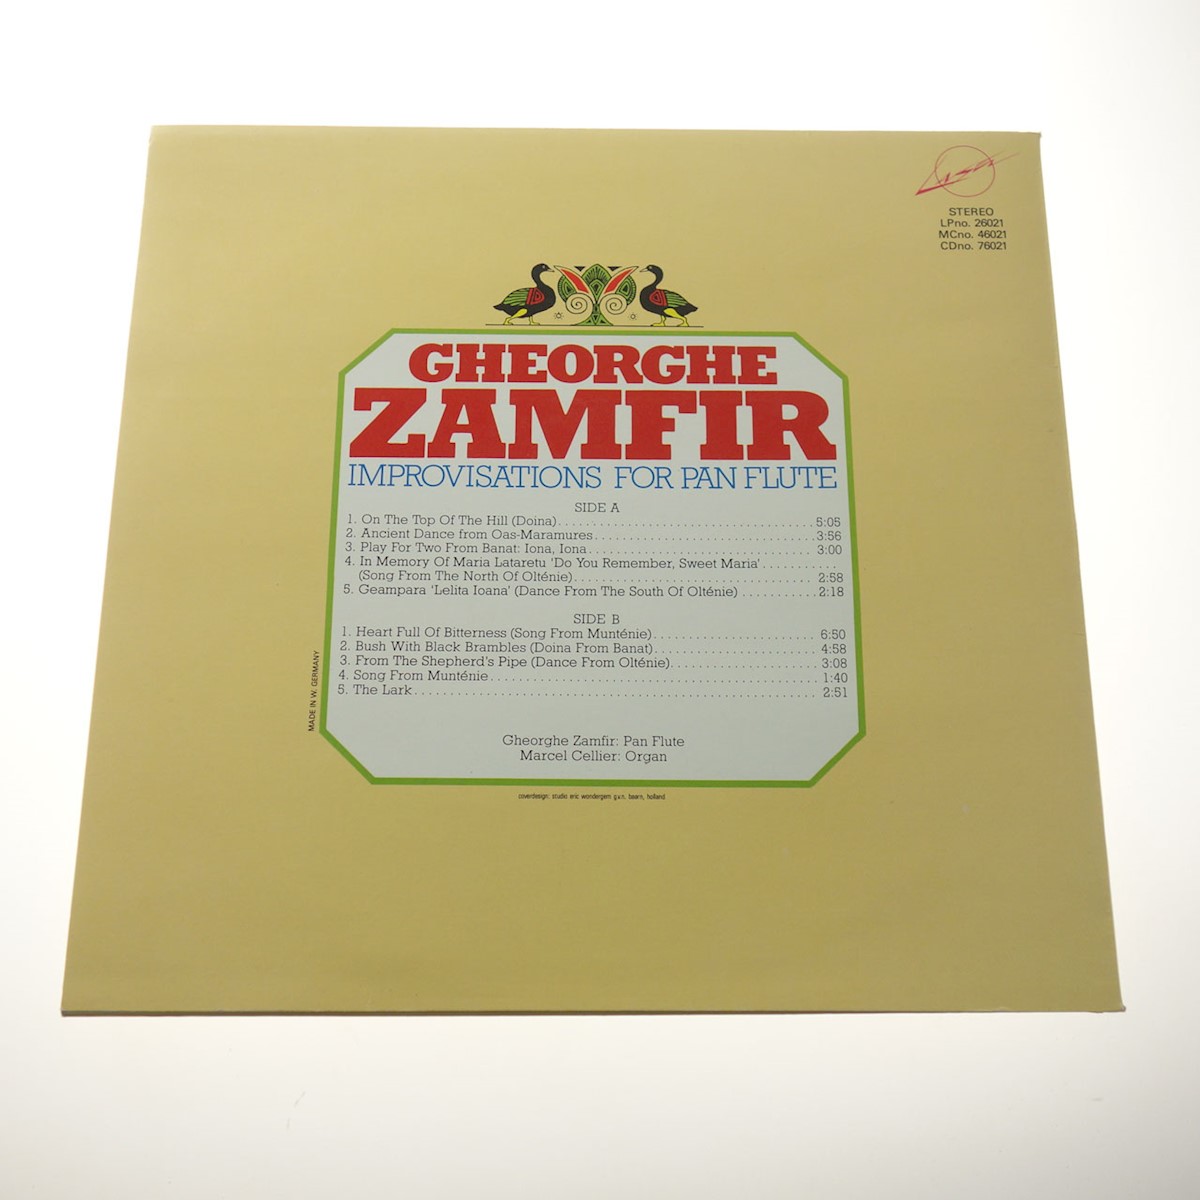 STEREO
LPno. 26021
MCno. 46021
CDno. 76021
GHEORGHE
ZAMFIR
IMPROVISATIONS FOR PAN FLUTE
SIDE A
1. On The Top Of The Hill (Doina) 5:05
2. Ancient Dance from Oas-Maramures 3:56
3. Play For Two From Banat: Iona, Iona 3:00
4. In Memory Of Maria Lataretu 'Do You Remember, Sweet Maria'
(Song From The North Of Olténie) 2:58
5. Geampara 'Lelita Ioana' (Dance From The South Of Olténie) 2:18
SIDE B
1. Heart Full Of Bitterness (Song From Munténie) 6:50
2. Bush With Black Brambles (Doina From Banat) 4:58
3. From The Shepherd's Pipe (Dance From Olténie) 3:08
4. Song From Munténie 1:40
5. The Lark 2:51
Gheorghe Zamfir: Pan Flute
Marcel Cellier: Organ
MADE IN W. GERMANY
coverdesign: studio eric wondergem g.v.n. baarn, holland